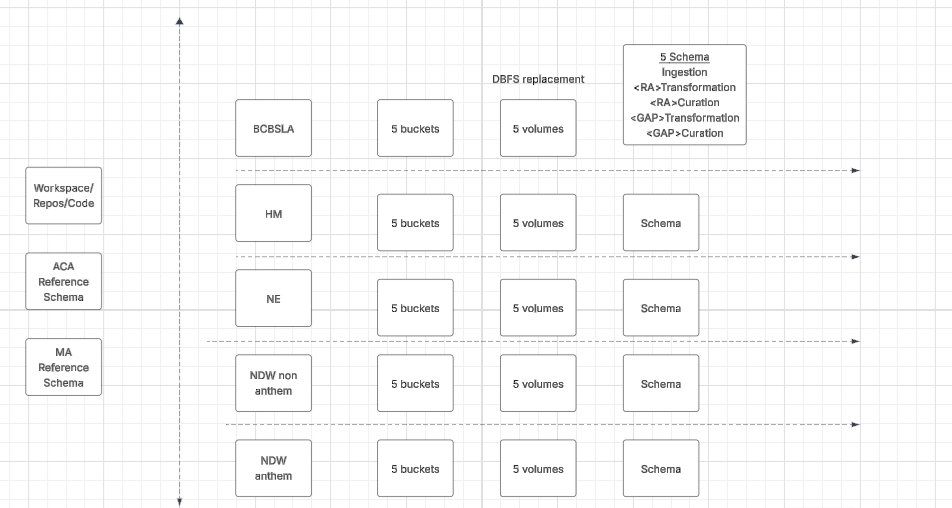 Workspace/
Repos/Code
ACA
Reference
Schema
MA
Reference
Schema
DBFS replacement
BCBSLA
5 buckets
5 volumes
5 Schema
Ingestion
<RA>Transformation
<RA>Curation
<GAP>Transformation
<GAP>Curation
HM
5 buckets
5 volumes
Schema
NE
5 buckets
5 volumes
Schema
NDW non
anthem
5 buckets
5 volumes
Schema
NDW
anthem
5 buckets
5 volumes
Schema